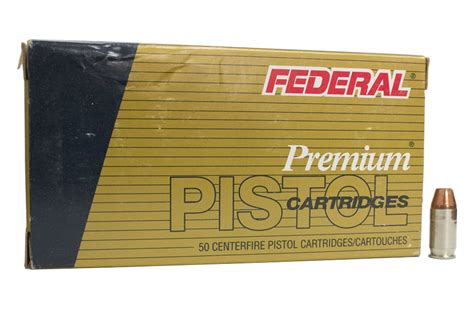 FEDERAL®
Premium®
PISTOL
CARTRIDGES
50 CENTERFIRE PISTOL CARTRIDGES/CARTOUCHES